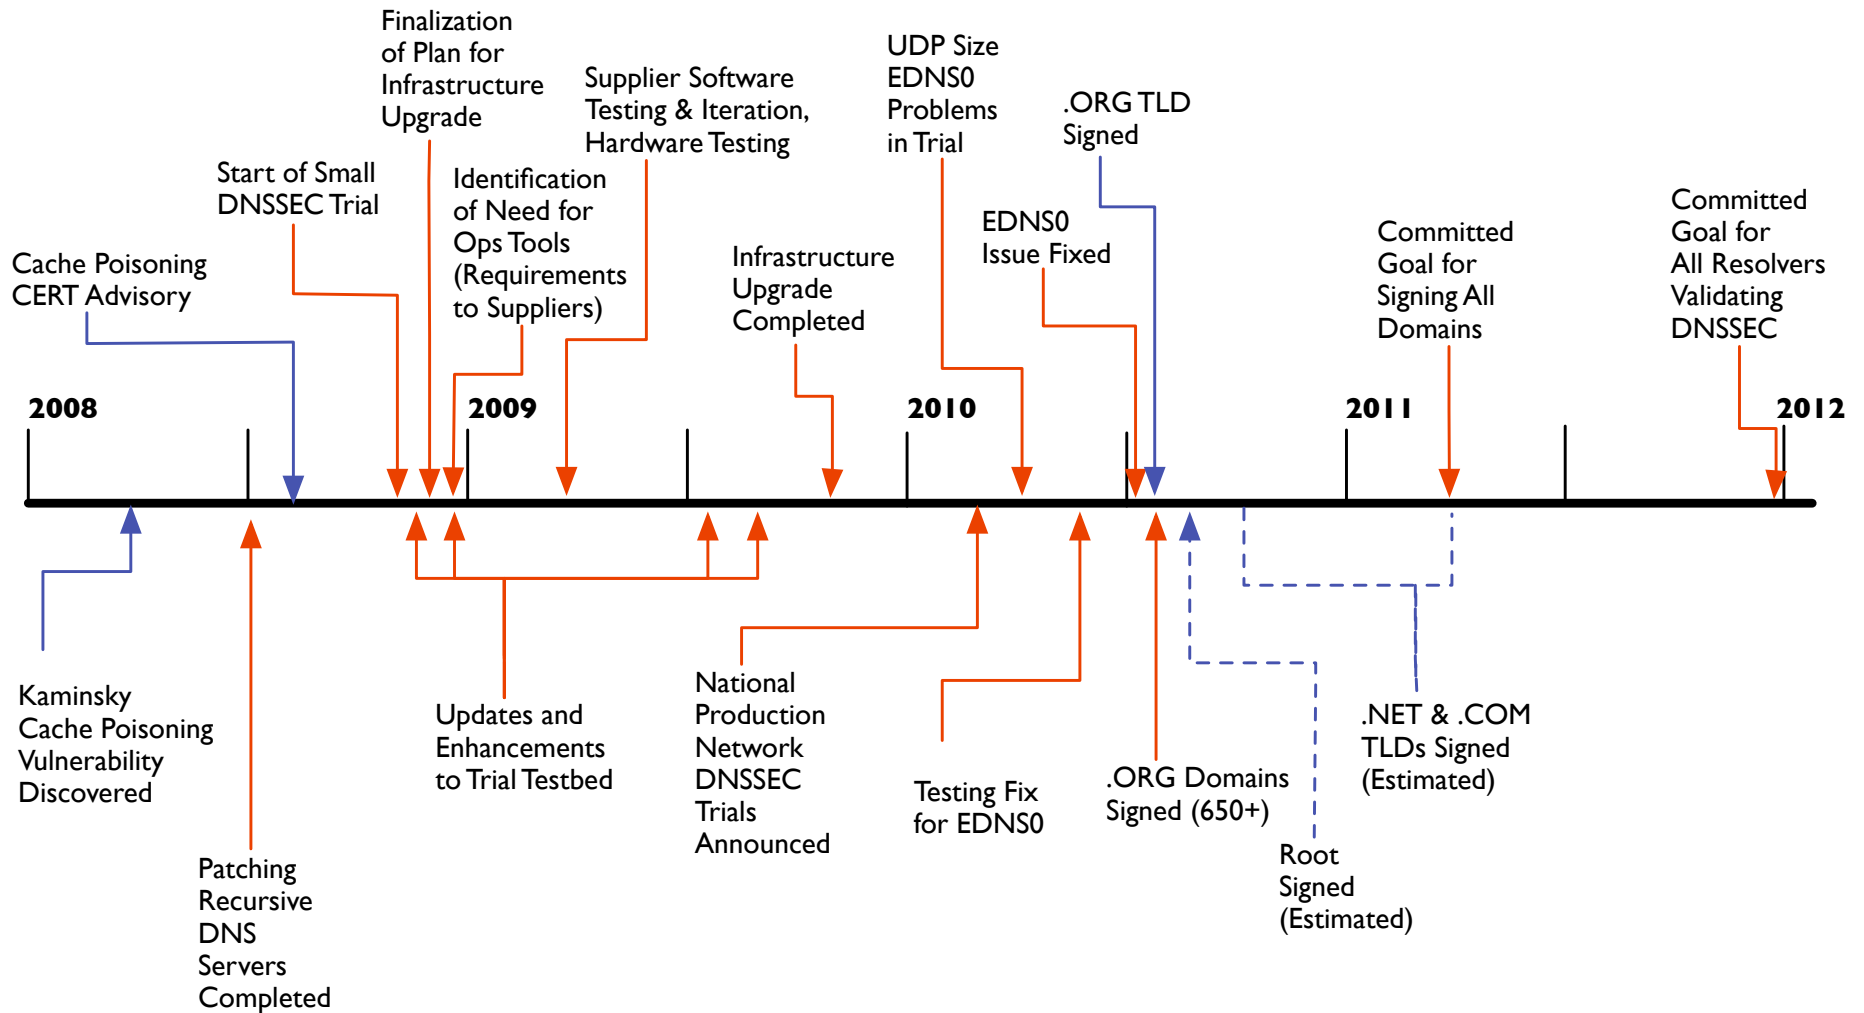 Finalization
of Plan for
Infrastructure
Upgrade
Supplier Software
Testing & Iteration,
Hardware Testing
UDP Size
EDNS0
Problems
in Trial
.ORG TLD
Signed
Start of Small
DNSSEC Trial
Identification
of Need for
Ops Tools
(Requirements
to Suppliers)
Cache Poisoning
CERT Advisory
Infrastructure
Upgrade
Completed
EDNS0
Issue Fixed
Committed
Goal for
Signing All
Domains
Committed
Goal for
All Resolvers
Validating
DNSSEC
2008
2009
2010
2011
2012
Kaminsky
Cache Poisoning
Vulnerability
Discovered
Patching
Recursive
DNS
Servers
Completed
Updates and
Enhancements
to Trial Testbed
National
Production
Network
DNSSEC
Trials
Announced
Testing Fix
for EDNS0
.ORG Domains
Signed (650+)
Root
Signed
(Estimated)
.NET & .COM
TLDs Signed
(Estimated)